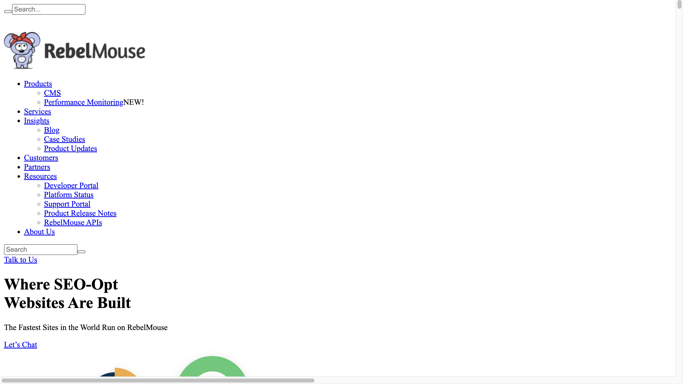 Search...
RebelMouse
Products
CMS
Performance MonitoringNEW!
Services
Insights
Blog
Case Studies
Product Updates
Customers
Partners
Resources
Developer Portal
Platform Status
Support Portal
Product Release Notes
RebelMouse APIs
About Us
Search
Talk to Us
Where SEO-Opt
Websites Are Built
The Fastest Sites in the World Run on RebelMouse
Let’s Chat